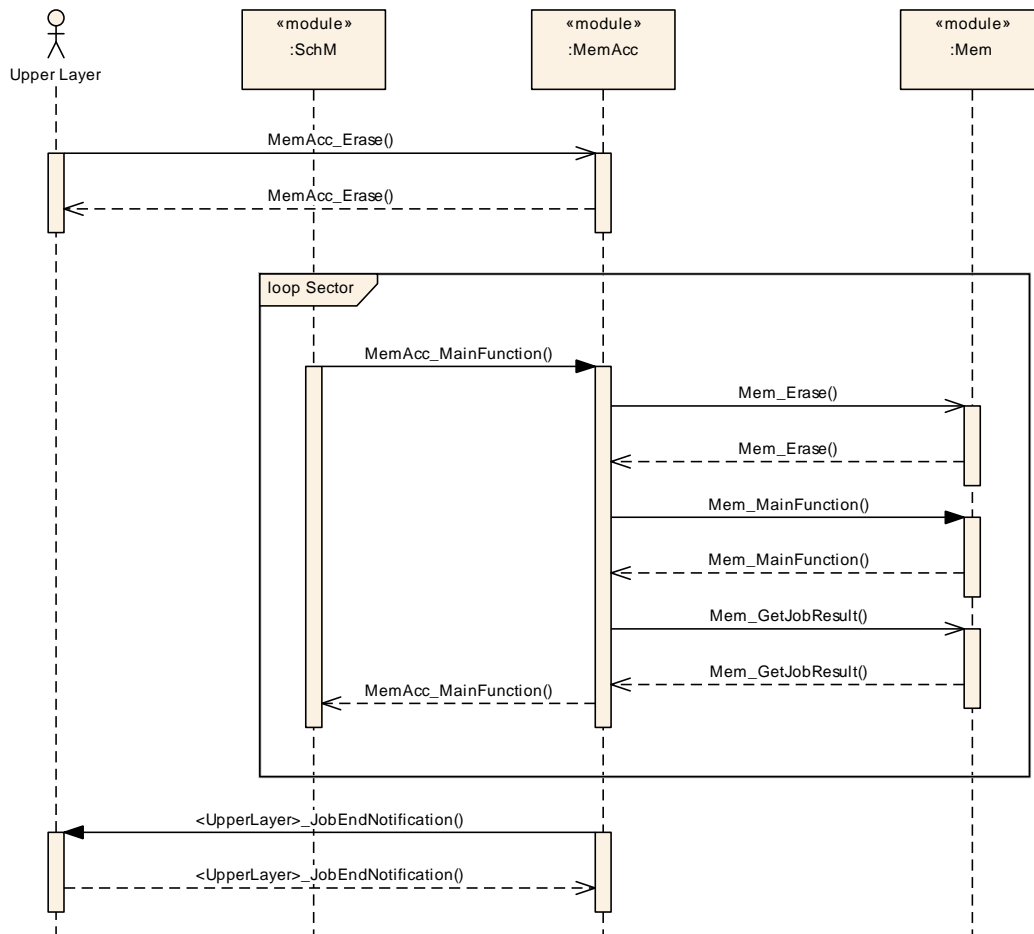 «module»
:SchM
«module»
:MemAcc
«module»
:Mem
Upper Layer
MemAcc_Erase()
MemAcc_Erase()
loop Sector
MemAcc_MainFunction()
Mem_Erase()
Mem_Erase()
Mem_MainFunction()
Mem_MainFunction()
Mem_GetJobResult()
Mem_GetJobResult()
MemAcc_MainFunction()
<UpperLayer>_JobEndNotification()
<UpperLayer>_JobEndNotification()